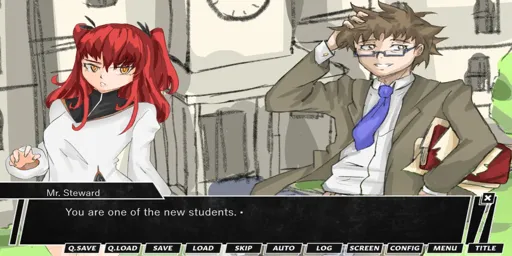 Mr. Steward
You are one of the new students.
Q.SAVE Q.LOAD SAVE LOAD SKIP AUTO LOG SCREEN CONFIG MENU TITLE